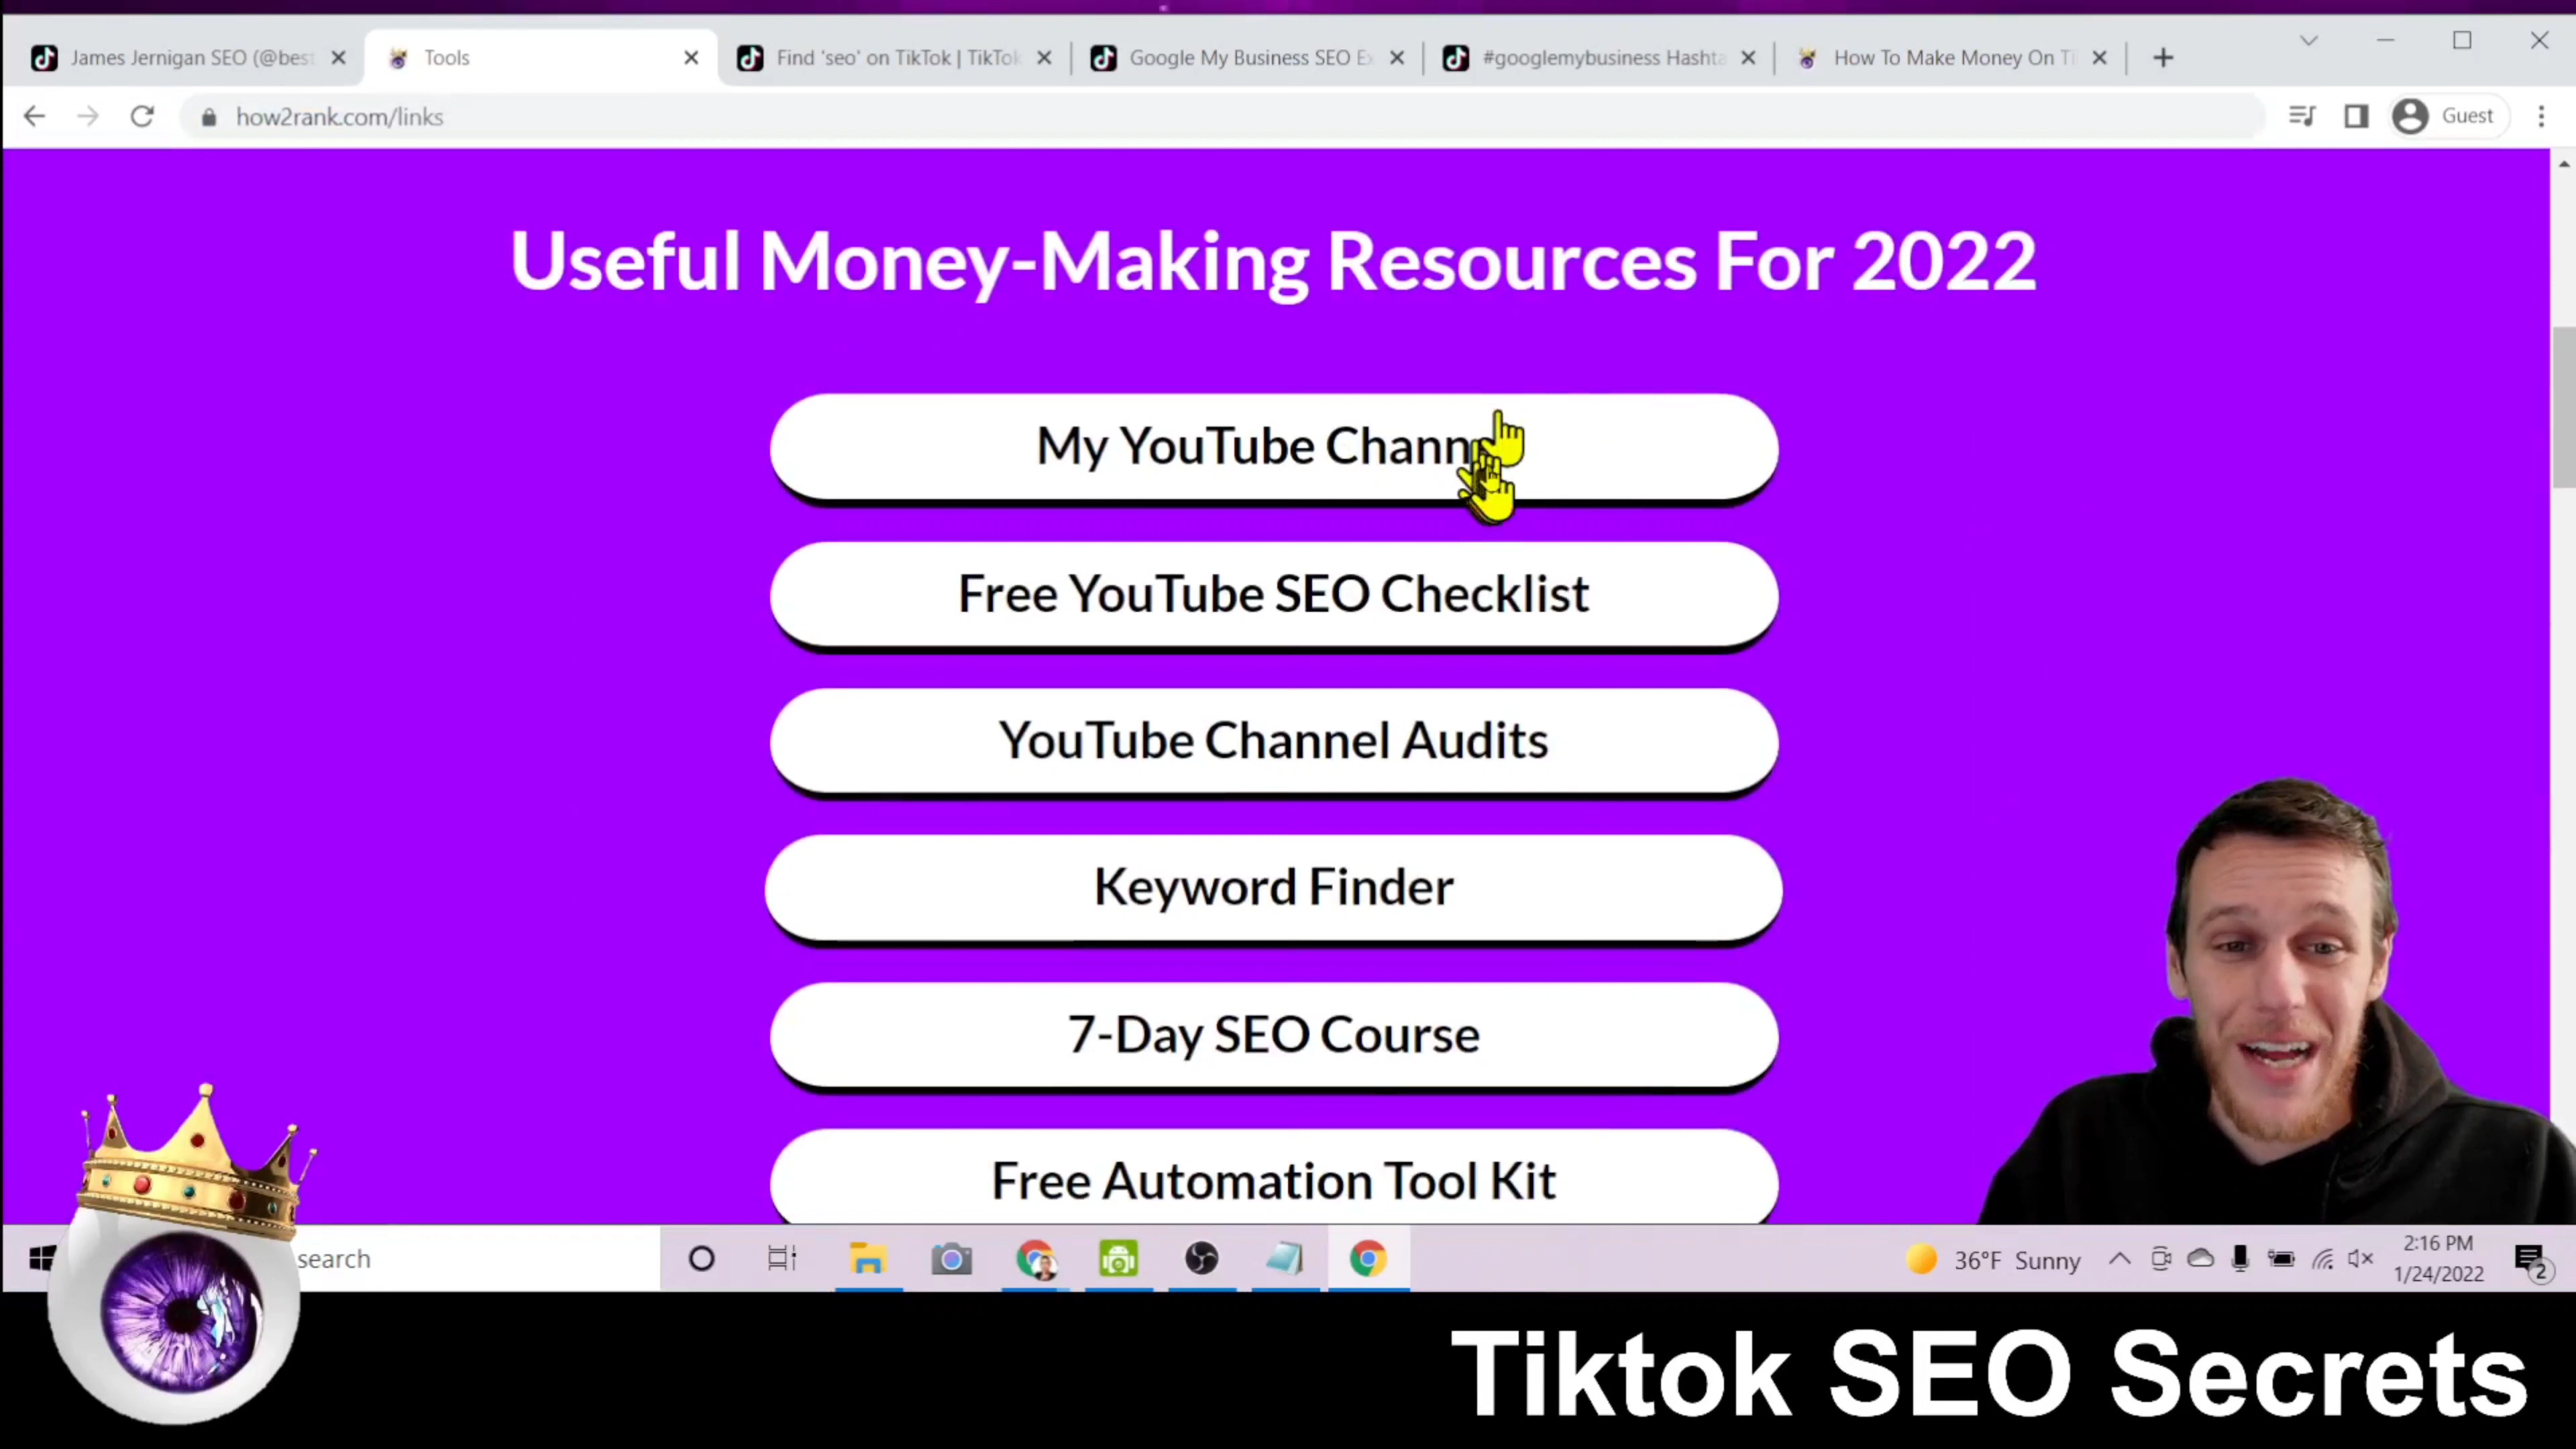 James Jernigan SEO (@best
Tools
Find 'seo' on TikTok | TikTok
Google My Business SEO Ex
#googlemybusiness Hashta
How To Make Money On Ti
how2rank.com/links
Guest
Useful Money-Making Resources For 2022
My YouTube Chann
Free YouTube SEO Checklist
YouTube Channel Audits
Keyword Finder
7-Day SEO Course
Free Automation Tool Kit
search
36°F Sunny
2:16 PM
1/24/2022
2
Tiktok SEO Secrets